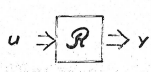 u ⇒ R ⇒ y